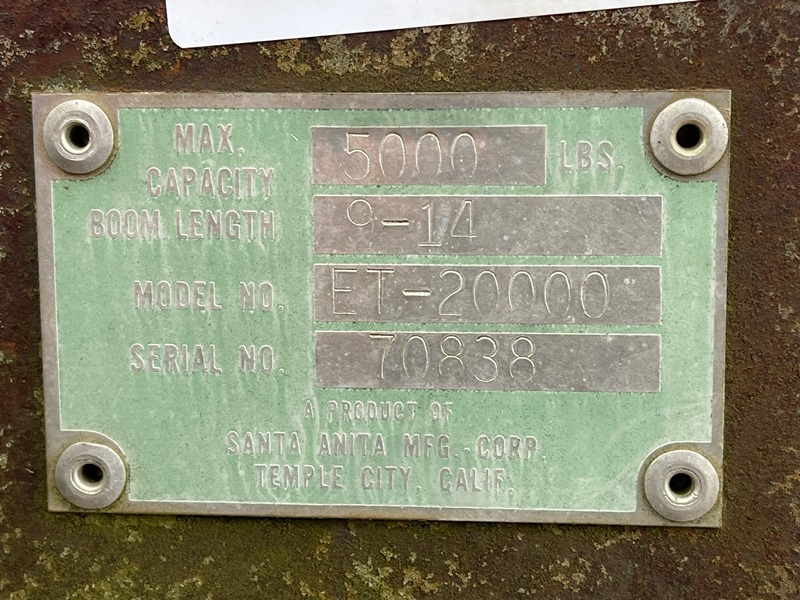 MAX. 5000 LBS.
CAPACITY
BOOM LENGTH 9-14
MODEL NO. ET-20000
SERIAL NO. 70838
A PRODUCT OF
SANTA ANITA MFG. CORP.
TEMPLE CITY, CALIF.